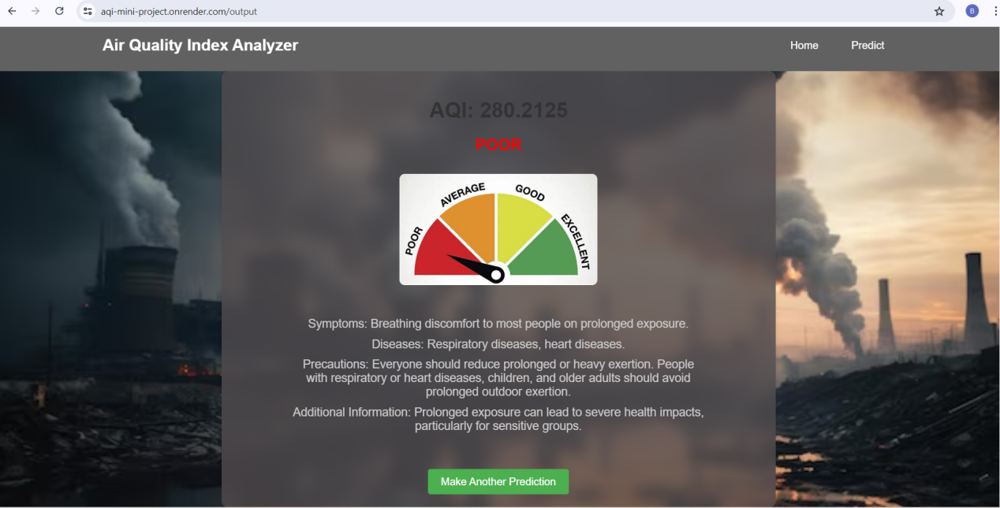 aqi-mini-project.onrender.com/output
B
Air Quality Index Analyzer
Home
Predict
AQI: 280.2125
POOR
POOR
AVERAGE
GOOD
EXCELLENT
Symptoms: Breathing discomfort to most people on prolonged exposure.
Diseases: Respiratory diseases, heart diseases.
Precautions: Everyone should reduce prolonged or heavy exertion. People
with respiratory or heart diseases, children, and older adults should avoid
prolonged outdoor exertion.
Additional Information: Prolonged exposure can lead to severe health impacts,
particularly for sensitive groups.
Make Another Prediction